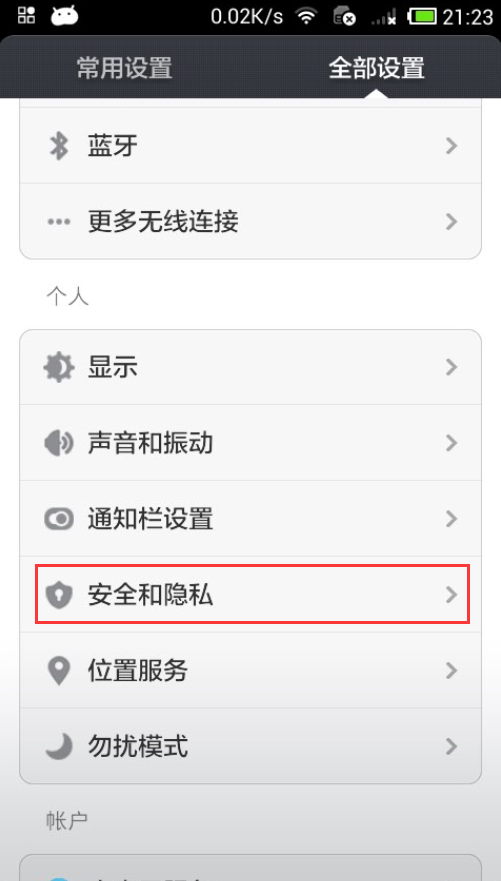 0.02K/s 21:23
常用设置 全部设置
蓝牙
更多无线连接
个人
显示
声音和振动
通知栏设置
安全和隐私
位置服务
勿扰模式
帐户